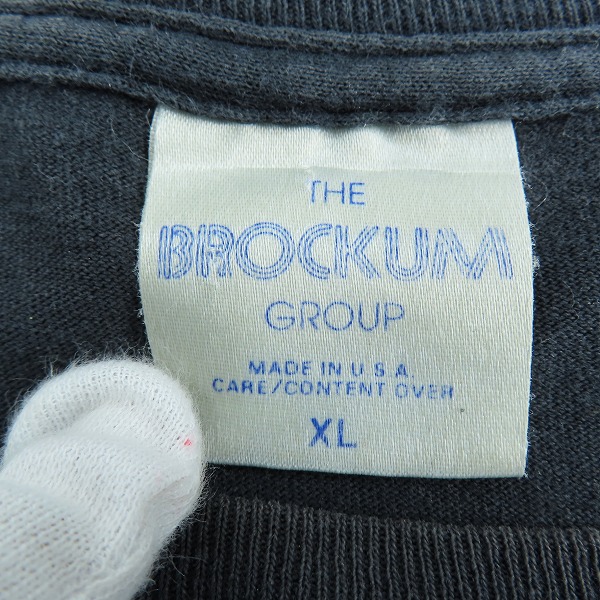 THE
BROCKUM
GROUP
MADE IN U.S.A.
CARE/CONTENT OVER
XL